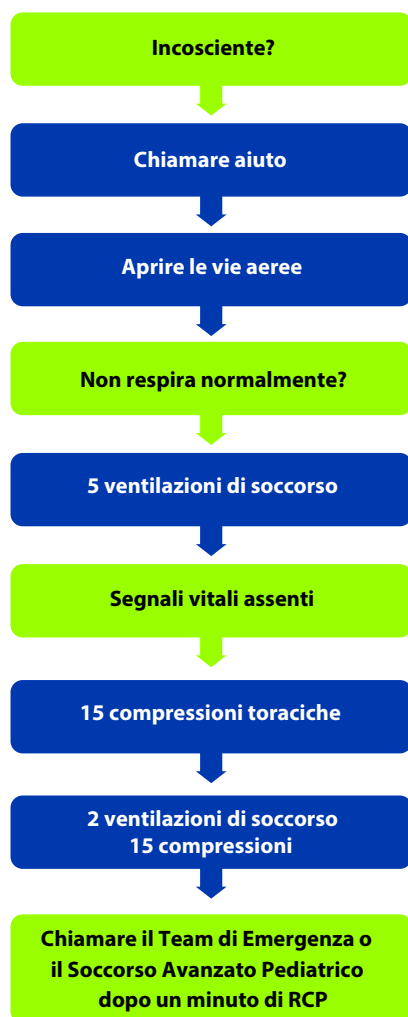 Incosciente?
Chiamare aiuto
Aprire le vie aeree
Non respira normalmente?
5 ventilazioni di soccorso
Segnali vitali assenti
15 compressioni toraciche
2 ventilazioni di soccorso
15 compressioni
Chiamare il Team di Emergenza o
il Soccorso Avanzato Pediatrico
dopo un minuto di RCP